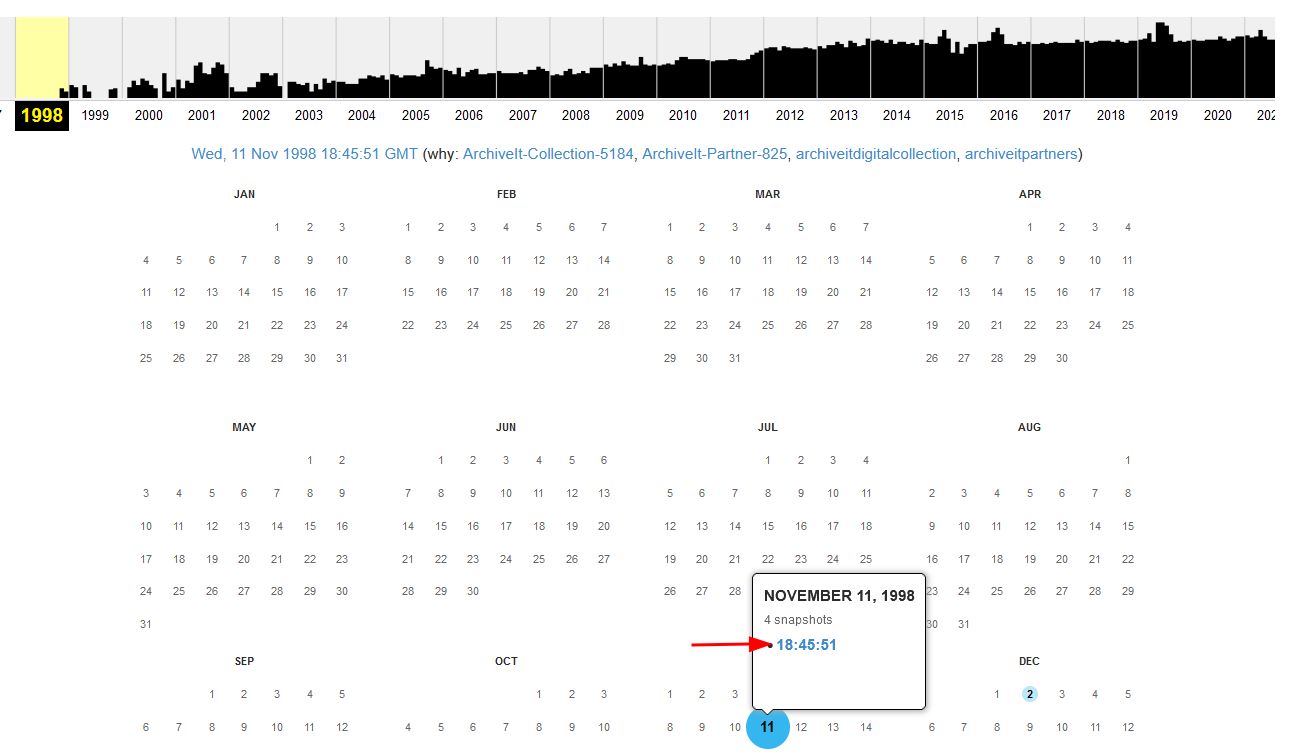 1998 1999 2000 2001 2002 2003 2004 2005 2006 2007 2008 2009 2010 2011 2012 2013 2014 2015 2016 2017 2018 2019 2020
Wed, 11 Nov 1998 18:45:51 GMT (why: ArchiveIt-Collection-5184, ArchiveIt-Partner-825, archiveitdigitalcollection, archiveitpartners)
JAN FEB MAR APR
1 2 3 1 2 3 4 5 6 7 1 2 3 4 5 6 7 1 2 3 4
4 5 6 7 8 9 10 8 9 10 11 12 13 14 8 9 10 11 12 13 14 5 6 7 8 9 10 11
11 12 13 14 15 16 17 15 16 17 18 19 20 21 15 16 17 18 19 20 21 12 13 14 15 16 17 18
18 19 20 21 22 23 24 22 23 24 25 26 27 28 22 23 24 25 26 27 28 19 20 21 22 23 24 25
25 26 27 28 29 30 31 29 30 31 26 27 28 29 30
MAY JUN JUL AUG
1 2 1 2 3 4 5 6 1 2 3 4 1
3 4 5 6 7 8 9 7 8 9 10 11 12 13 5 6 7 8 9 10 11 2 3 4 5 6 7 8
10 11 12 13 14 15 16 14 15 16 17 18 19 20 12 13 14 15 16 17 18 9 10 11 12 13 14 15
17 18 19 20 21 22 23 21 22 23 24 25 26 27 19 20 21 22 23 24 25 16 17 18 19 20 21 22
24 25 26 27 28 29 30 28 29 30 26 27 28 23 24 25 26 27 28 29
31 30 31
NOVEMBER 11, 1998
4 snapshots
18:45:51
SEP OCT DEC
1 2 3 4 5 1 2 3 1 2 3 1 2 3 4 5
6 7 8 9 10 11 12 4 5 6 7 8 9 10 8 9 10 11 12 13 14 6 7 8 9 10 11 12